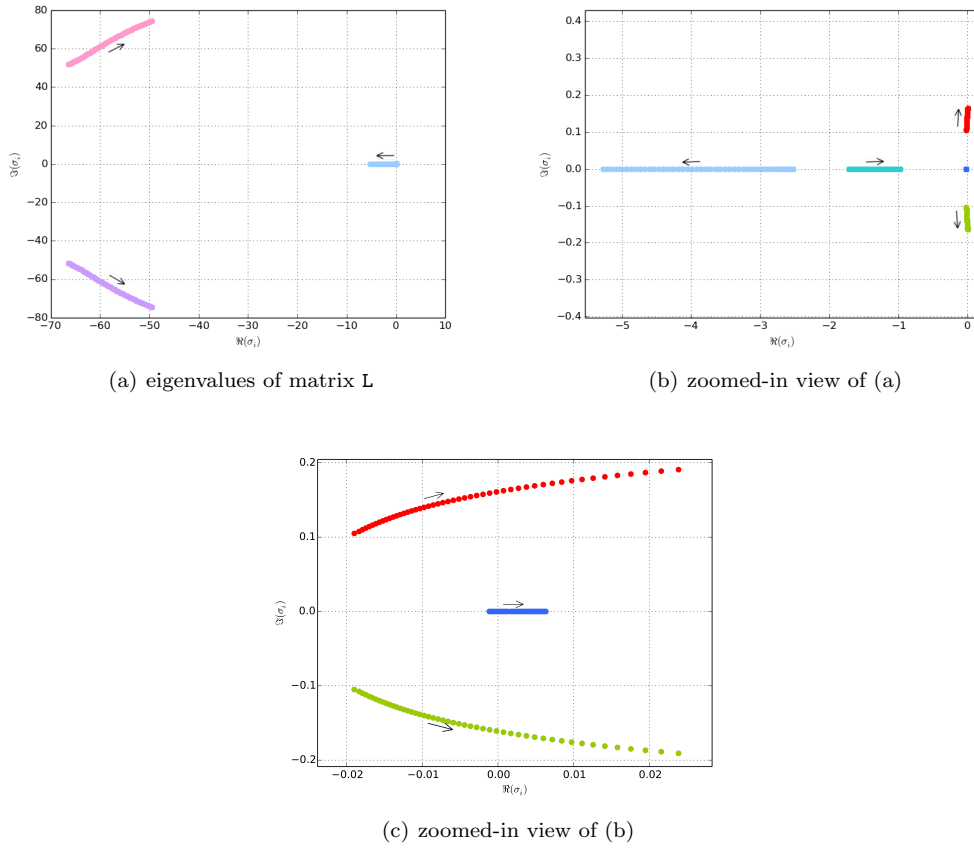 80
60
40
20
0
−20
−40
−60
−80
ℑ(σᵢ)
−70 −60 −50 −40 −30 −20 −10 0 10
ℜ(σᵢ)
(a) eigenvalues of matrix L
0.4
0.3
0.2
0.1
0.0
−0.1
−0.2
−0.3
−0.4
ℑ(σᵢ)
−5 −4 −3 −2 −1 0
ℜ(σᵢ)
(b) zoomed-in view of (a)
0.2
0.1
0.0
−0.1
−0.2
ℑ(σᵢ)
−0.02 −0.01 0.00 0.01 0.02
ℜ(σᵢ)
(c) zoomed-in view of (b)